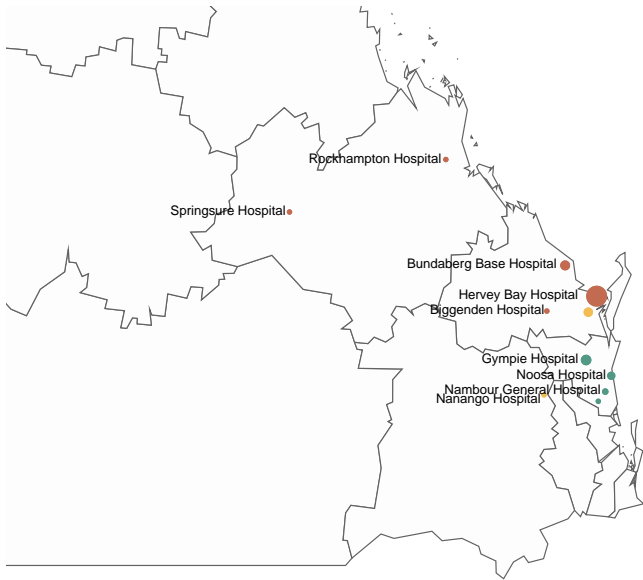 Rockhampton Hospital
Springsure Hospital
Bundaberg Base Hospital
Hervey Bay Hospital
Biggenden Hospital
Gympie Hospital
Noosa Hospital
Nambour General Hospital
Nanango Hospital